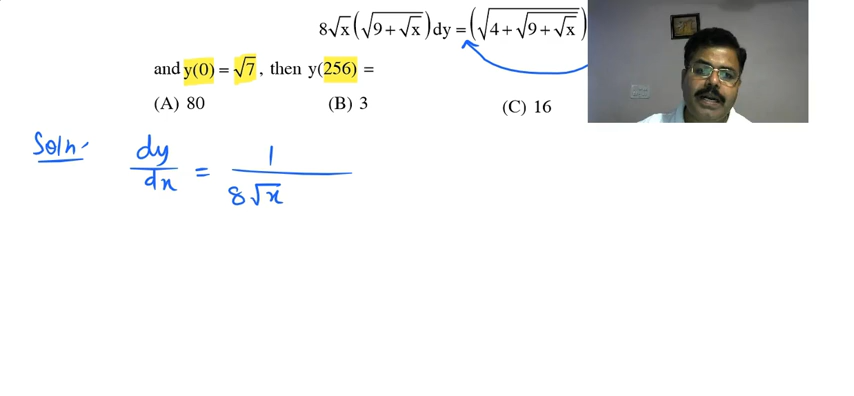 8√x (√(9 + √x)) dy = (√(4 + √(9 + √x)))
and y(0) = √7, then y(256) =
(A) 80 (B) 3 (C) 16
Soln:
dy/dx = 1/(8√x)